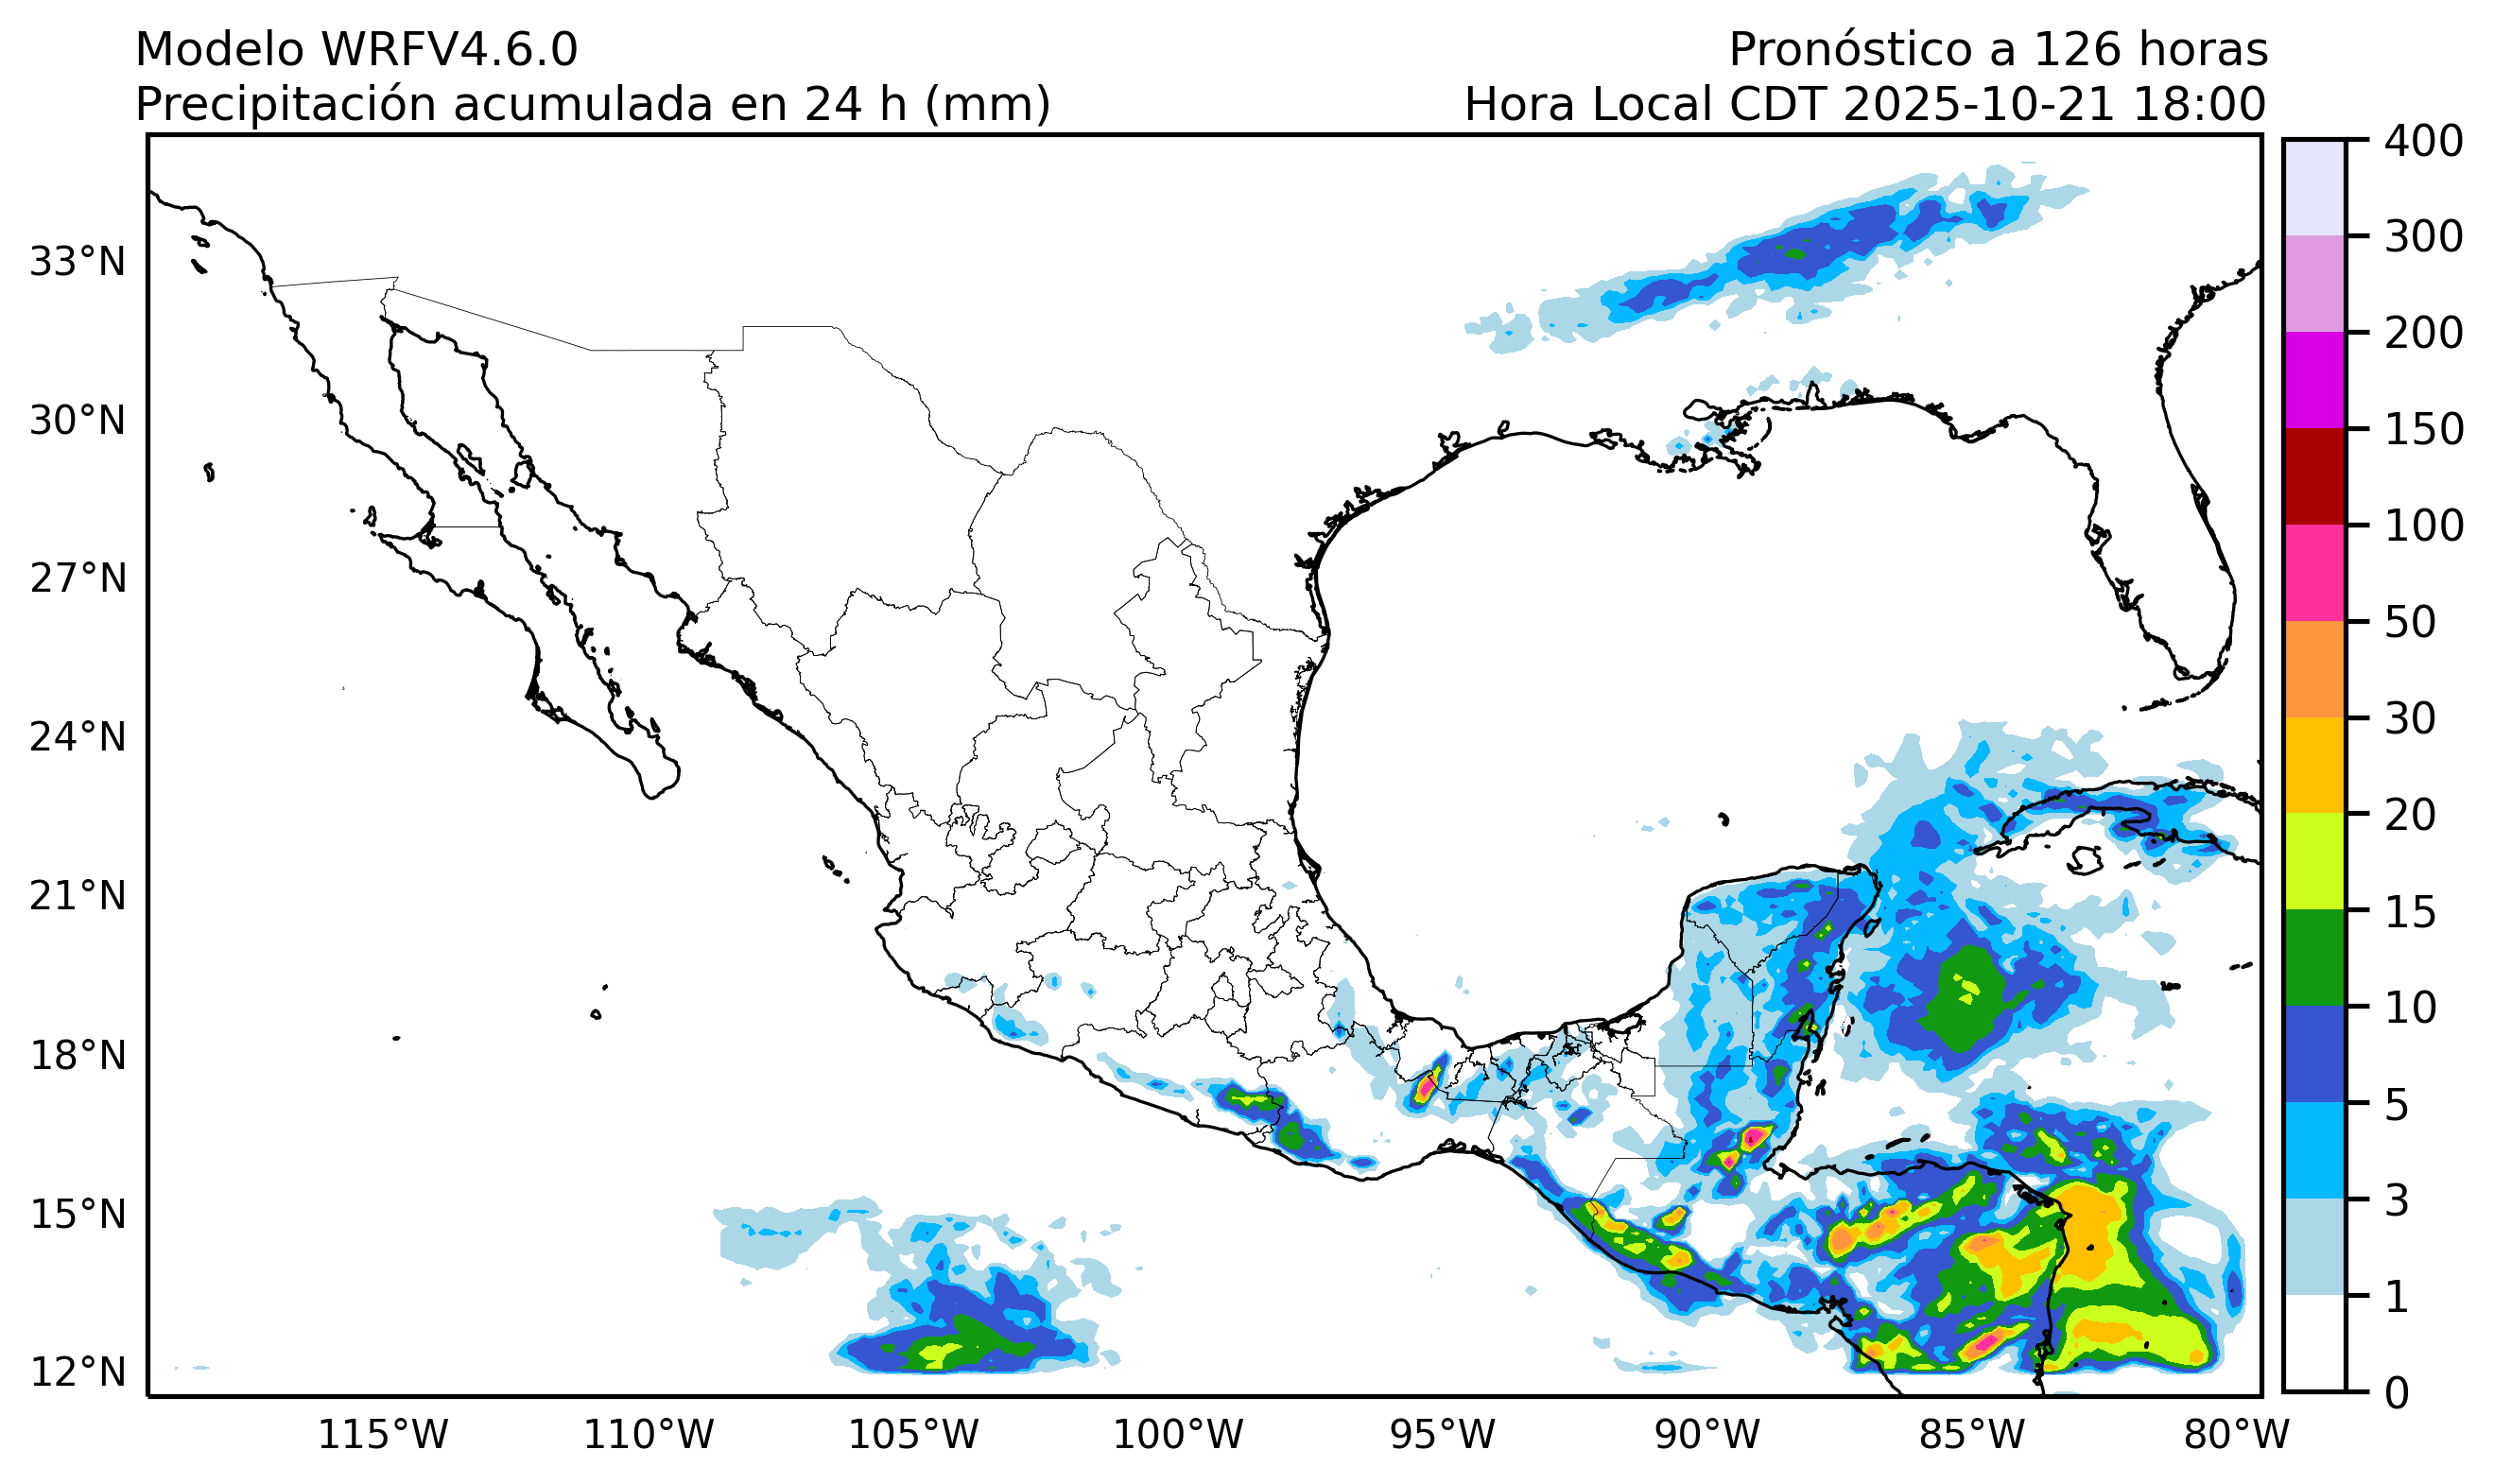 Modelo WRFV4.6.0
Pronóstico a 126 horas
Precipitación acumulada en 24 h (mm)
Hora Local CDT 2025-10-21 18:00
33°N
30°N
27°N
24°N
21°N
18°N
15°N
12°N
115°W
110°W
105°W
100°W
95°W
90°W
85°W
80°W
400
300
200
150
100
50
30
20
15
10
5
3
1
0